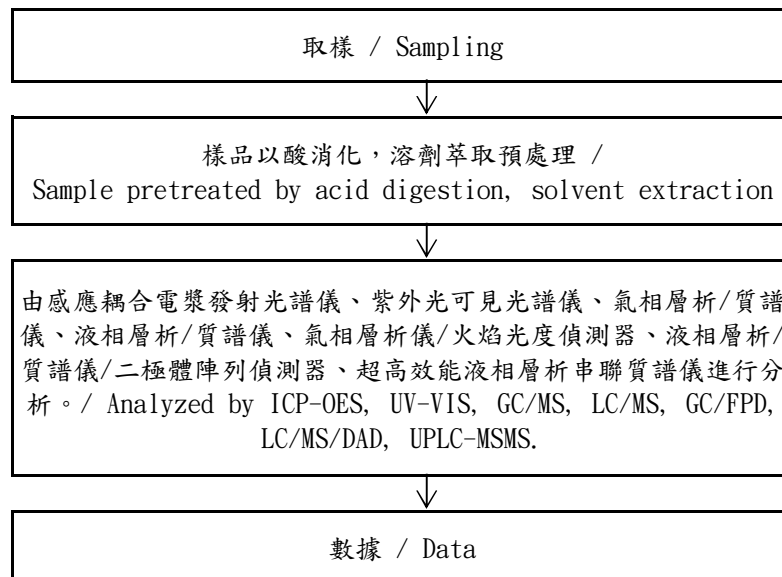 取樣 / Sampling
樣品以酸消化，溶劑萃取預處理 /
Sample pretreated by acid digestion, solvent extraction
由感應耦合電漿發射光譜儀、紫外光可見光譜儀、氣相層析/質譜
儀、液相層析/質譜儀、氣相層析儀/火焰光度偵測器、液相層析/
質譜儀/二極體陣列偵測器、超高效能液相層析串聯質譜儀進行分
析。/ Analyzed by ICP-OES, UV-VIS, GC/MS, LC/MS, GC/FPD,
LC/MS/DAD, UPLC-MSMS.
數據 / Data